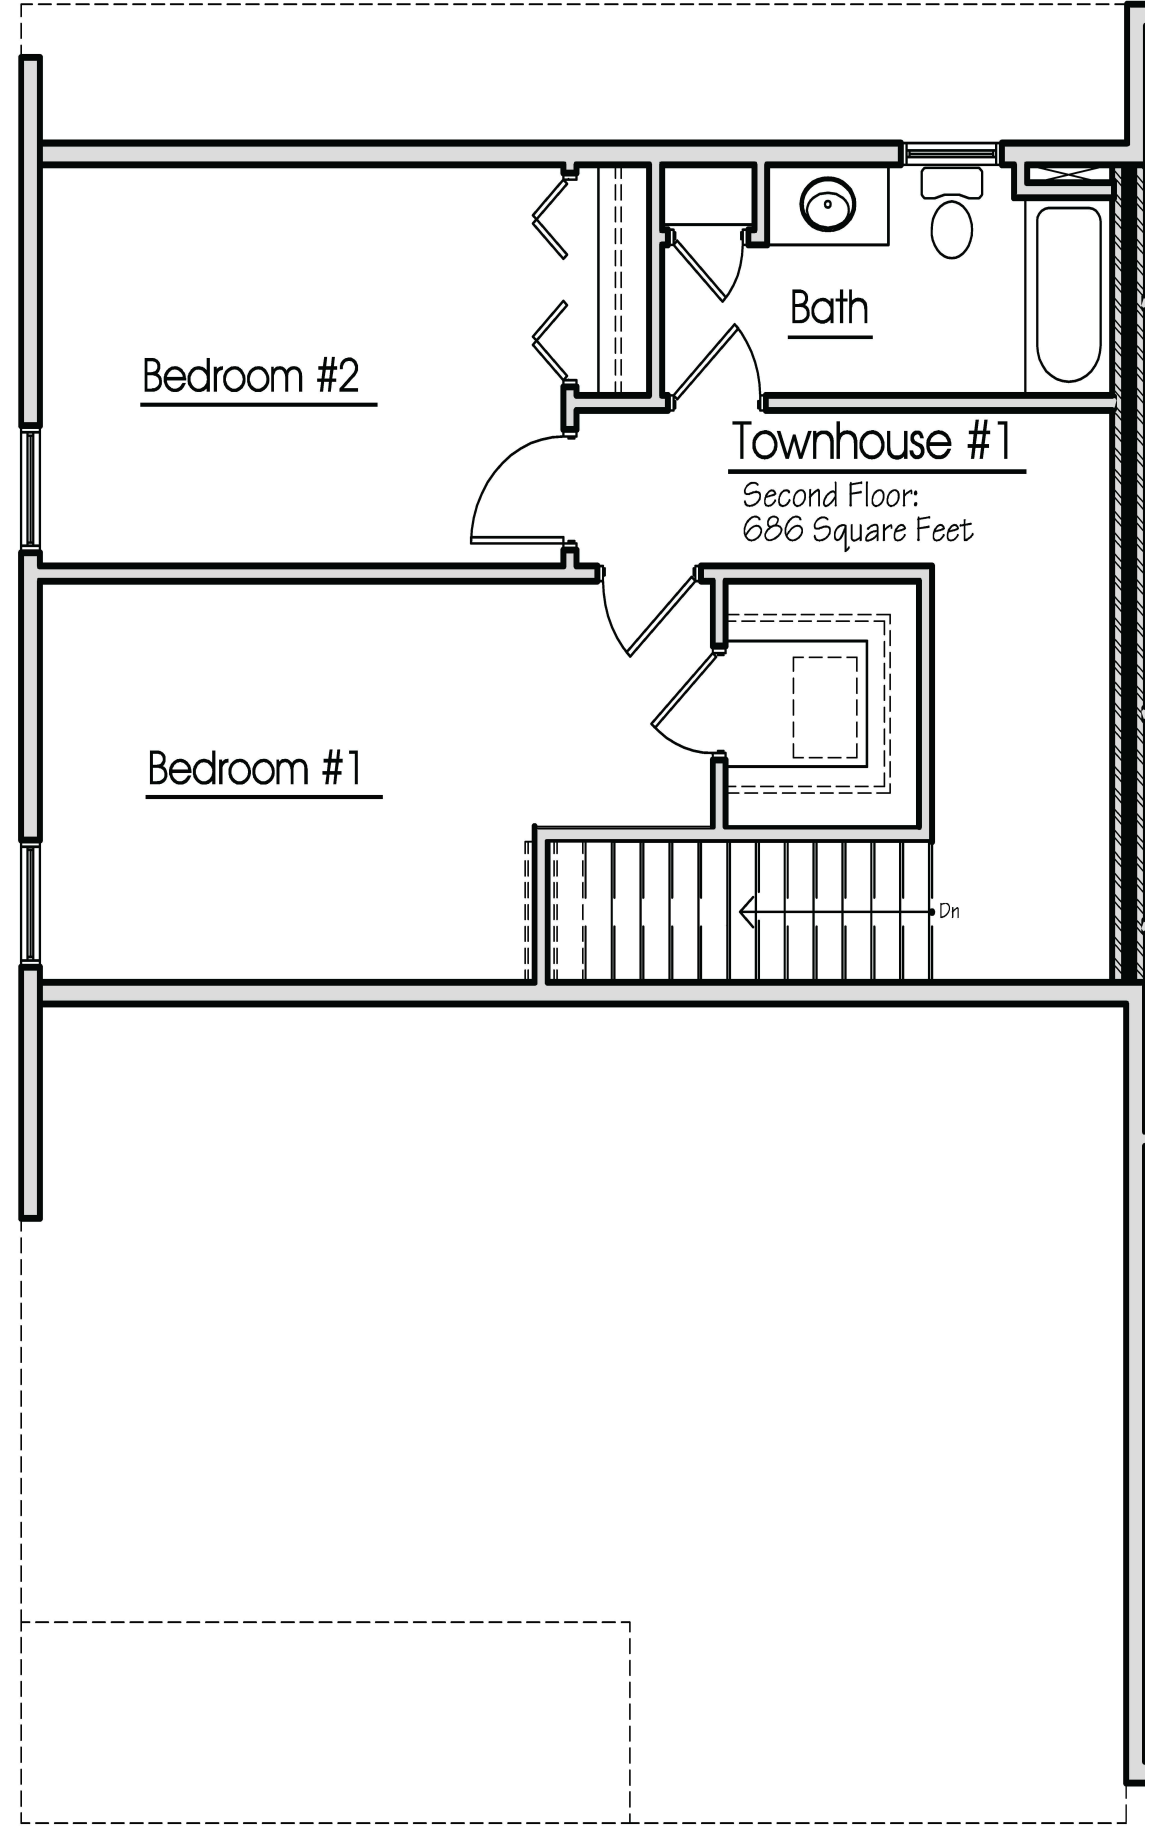 Bath
Bedroom #2
Townhouse #1
Second Floor:
686 Square Feet
Bedroom #1
Dn